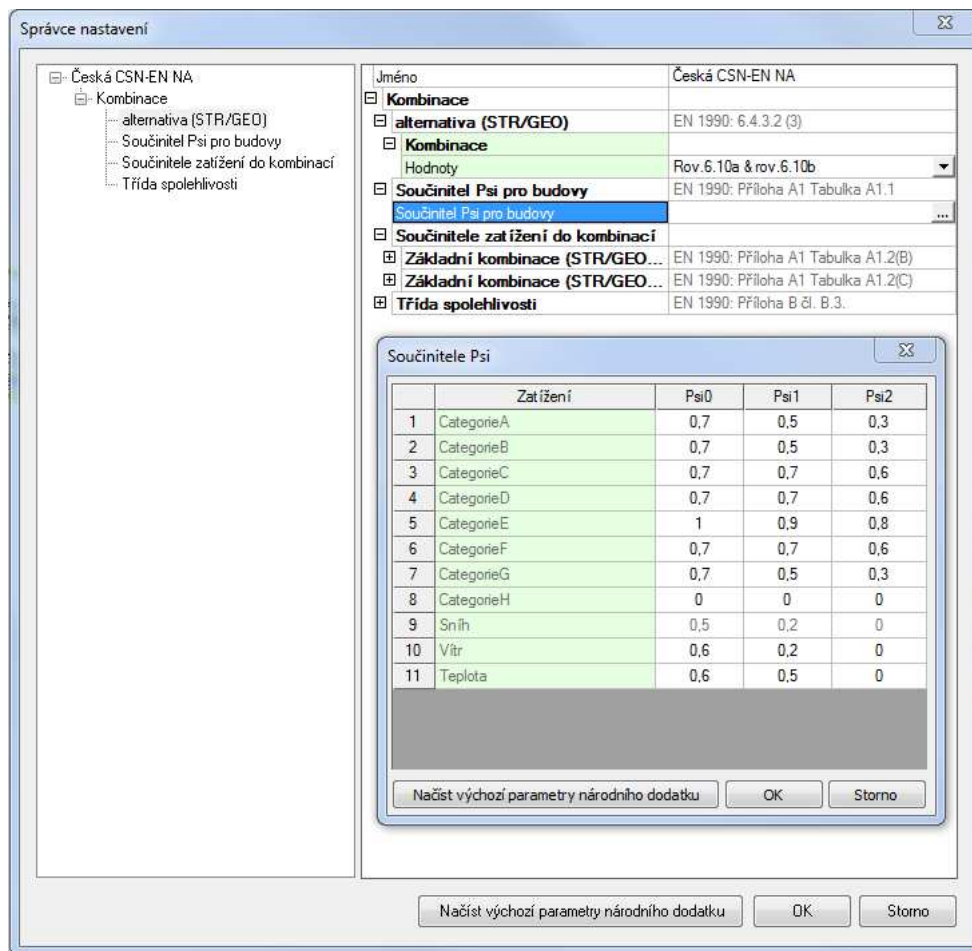 Správce nastavení
Česká CSN-EN NA
Kombinace
alternativa (STR/GEO)
Součinitel Psi pro budovy
Součinitele zatížení do kombinací
Třída spolehlivosti
Jméno Česká CSN-EN NA
Kombinace
alternativa (STR/GEO) EN 1990: 6.4.3.2 (3)
Kombinace
Hodnoty Rov.6.10a & rov.6.10b
Součinitel Psi pro budovy EN 1990: Příloha A1 Tabulka A1.1
Součinitel Psi pro budovy ...
Součinitele zatížení do kombinací
Základní kombinace (STR/GEO... EN 1990: Příloha A1 Tabulka A1.2(B)
Základní kombinace (STR/GEO... EN 1990: Příloha A1 Tabulka A1.2(C)
Třída spolehlivosti EN 1990: Příloha B čl. B.3.
Součinitele Psi
Zatížení Psi0 Psi1 Psi2
1 CategorieA 0,7 0,5 0,3
2 CategorieB 0,7 0,5 0,3
3 CategorieC 0,7 0,7 0,6
4 CategorieD 0,7 0,7 0,6
5 CategorieE 1 0,9 0,8
6 CategorieF 0,7 0,7 0,6
7 CategorieG 0,7 0,5 0,3
8 CategorieH 0 0 0
9 Sníh 0,5 0,2 0
10 Vítr 0,6 0,2 0
11 Teplota 0,6 0,5 0
Načíst výchozí parametry národního dodatku OK Storno
Načíst výchozí parametry národního dodatku OK Storno